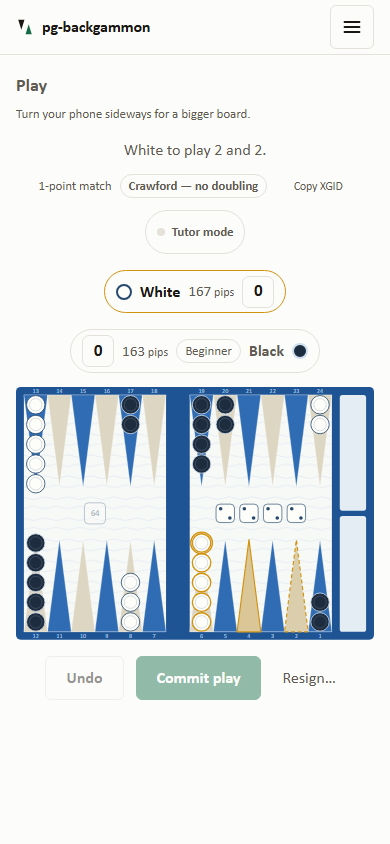 pg-backgammon
Play
Turn your phone sideways for a bigger board.
White to play 2 and 2.
1-point match Crawford — no doubling Copy XGID
Tutor mode
White 167 pips 0
0 163 pips Beginner Black
13 14 15 16 17 18 19 20 21 22 23 24
64
12 11 10 9 8 7 6 5 4 3 2 1
Undo Commit play Resign...